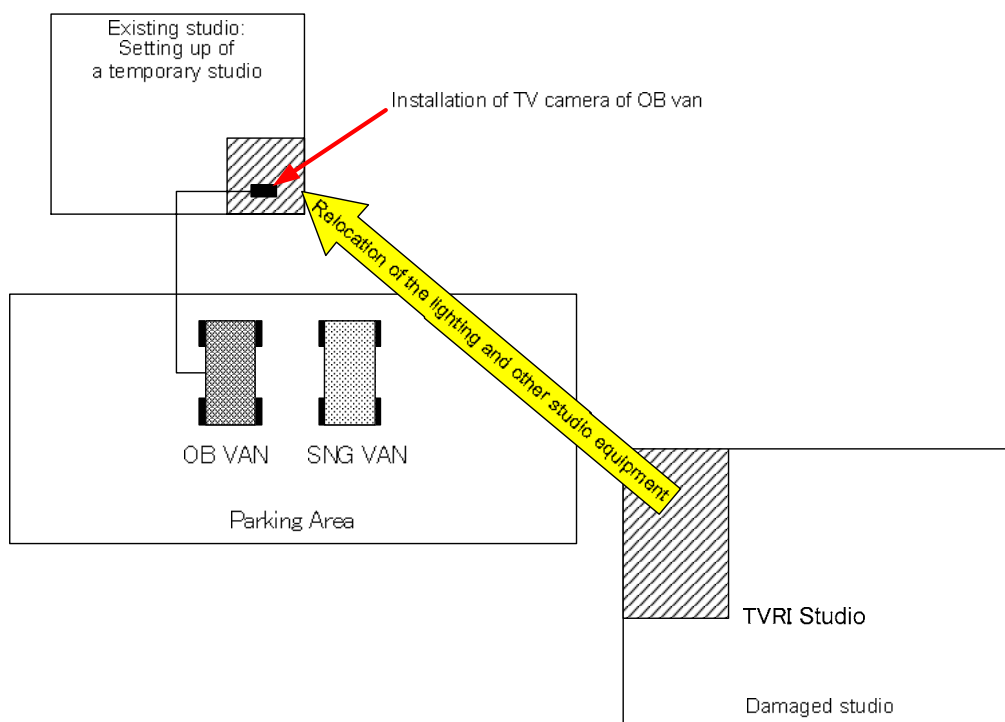 Existing studio:
Setting up of
a temporary studio
Installation of TV camera of OB van
Relocation of the lighting and other studio equipment
OB VAN
SNG VAN
Parking Area
TVRI Studio
Damaged studio